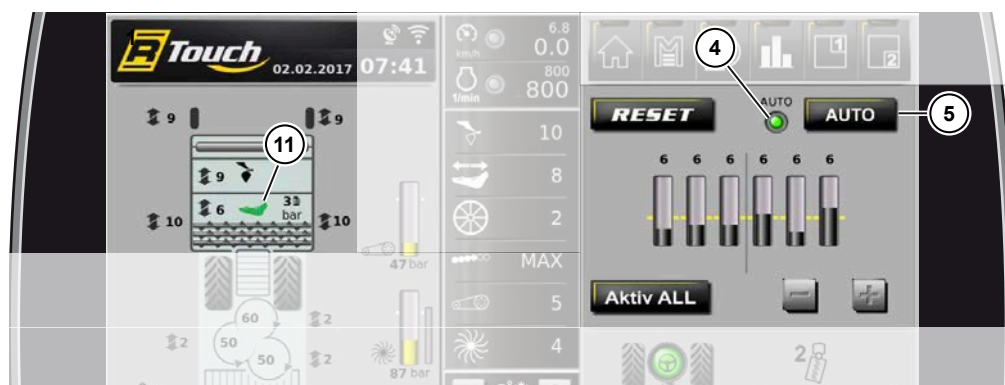 R Touch 02.02.2017 07:41
km/h 6.8
0.0
1/min 800
800
4
1
2
RESET AUTO AUTO 5
9 9
11
9
6 bar
10 10
10
8
2
MAX
5
4
6 6 6 6 6 6
47 bar
Aktiv ALL - +
60 2
2 50 50 2
87 bar
2